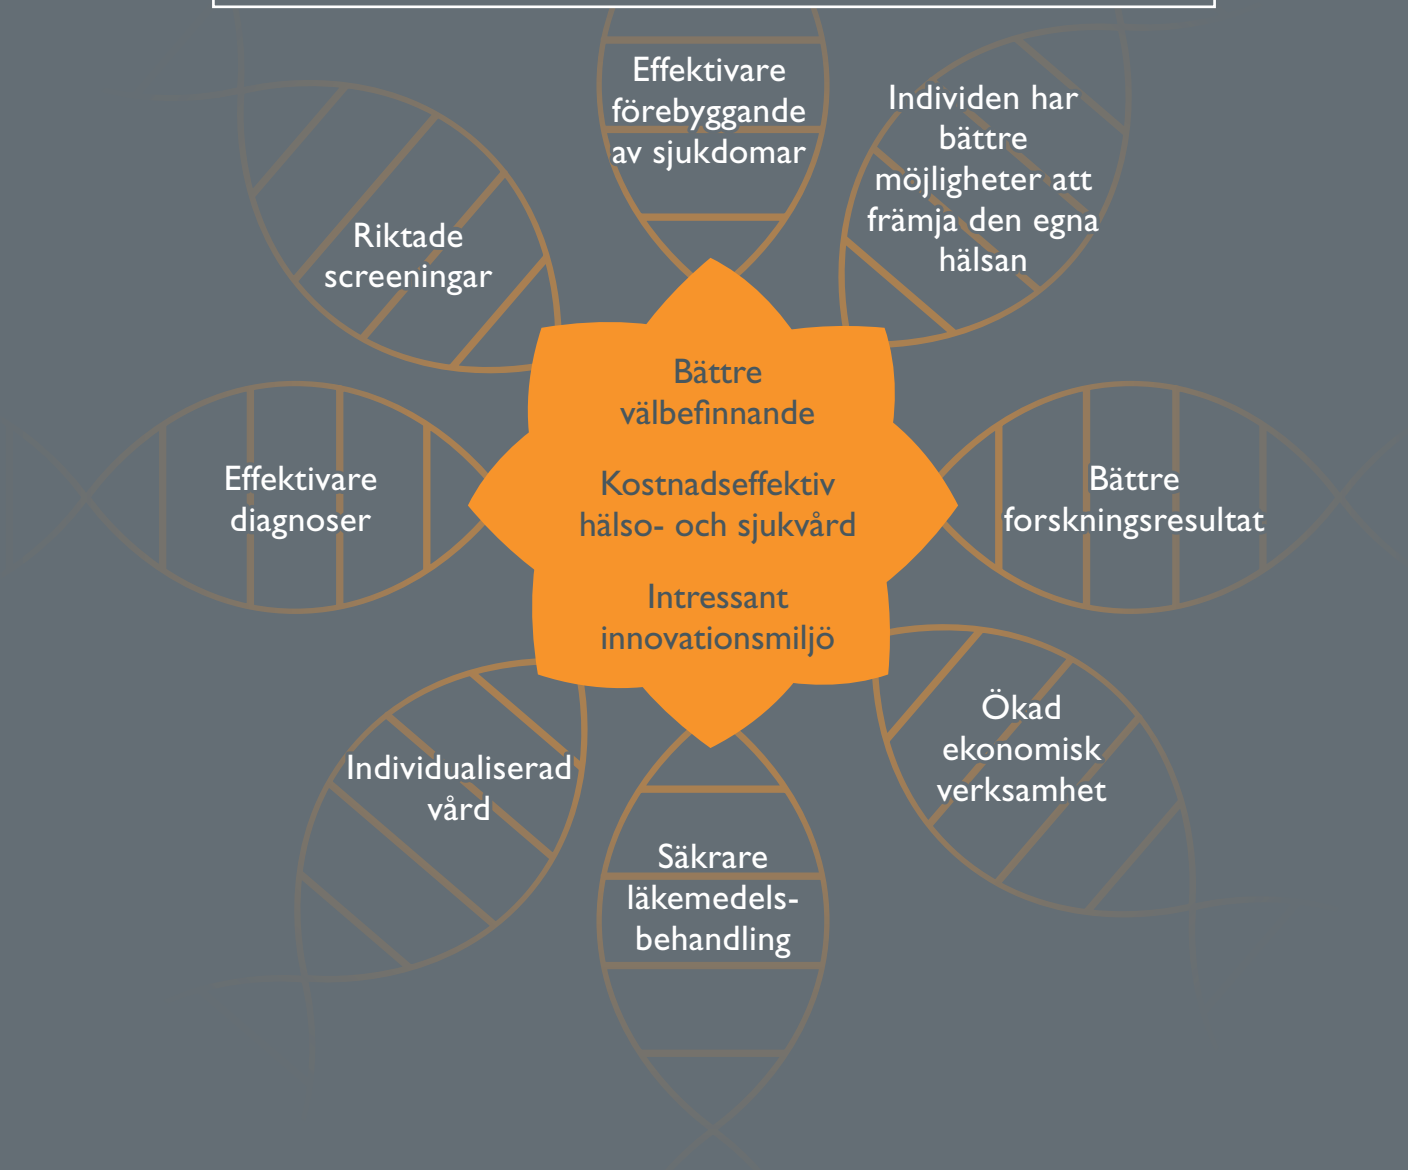 Effektivare
förebyggande
av sjukdomar
Individen har
bättre
möjligheter att
främja den egna
hälsan
Riktade
screeningar
Bättre
välbefinnande
Kostnadseffektiv
hälso- och sjukvård
Intressant
innovationsmiljö
Effektivare
diagnoser
Bättre
forskningsresultat
Individualiserad
vård
Ökad
ekonomisk
verksamhet
Säkrare
läkemedels-
behandling